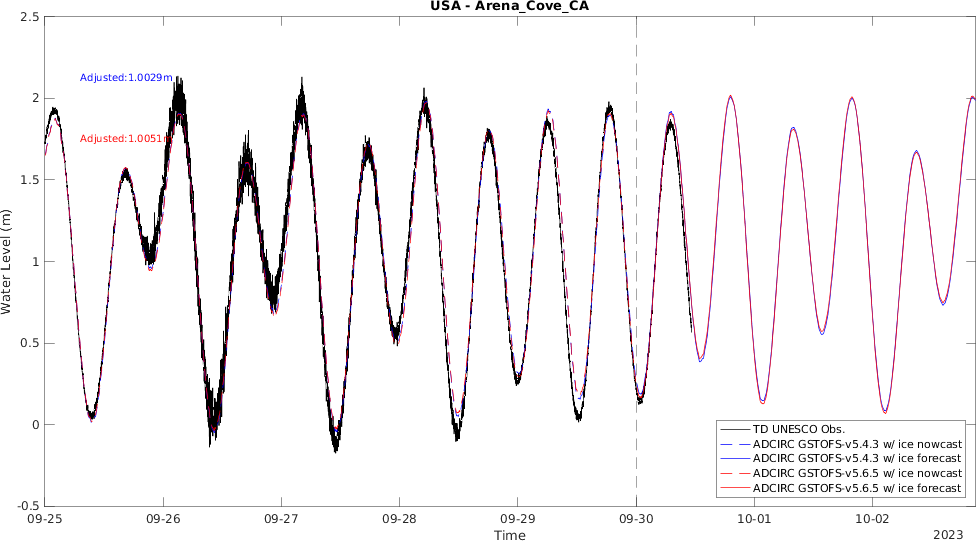 USA - Arena_Cove_CA
2.5
2
1.5
1
0.5
0
-0.5
Water Level (m)
Adjusted:1.0029m
Adjusted:1.0051m
TD UNESCO Obs.
ADCIRC GSTOFS-v5.4.3 w/ ice nowcast
ADCIRC GSTOFS-v5.4.3 w/ ice forecast
ADCIRC GSTOFS-v5.6.5 w/ ice nowcast
ADCIRC GSTOFS-v5.6.5 w/ ice forecast
09-25 09-26 09-27 09-28 09-29 09-30 10-01 10-02
Time
2023